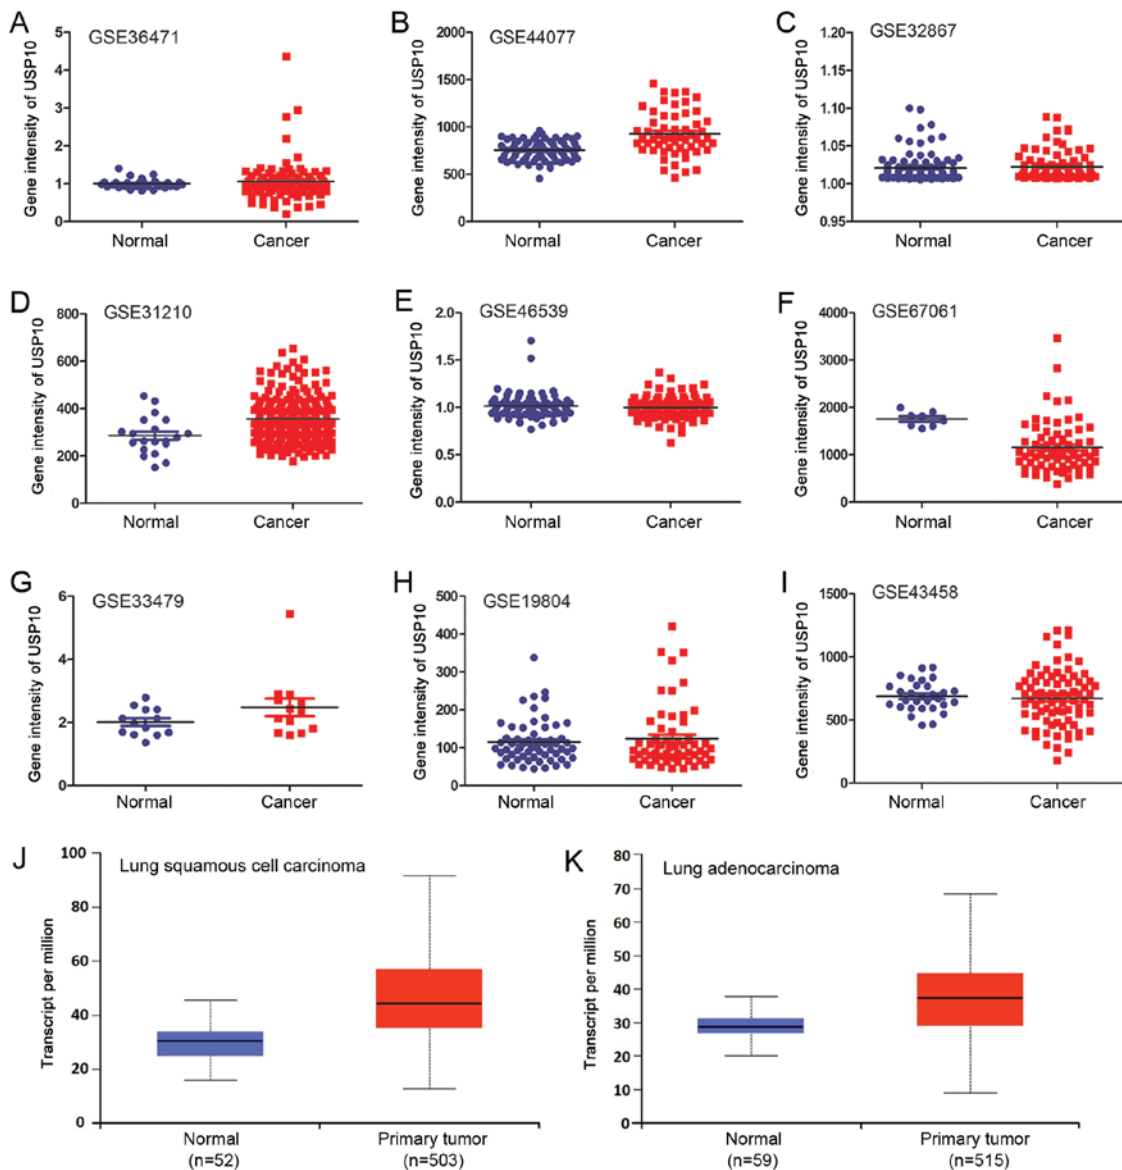 A
GSE36471
Gene intensity of USP10
5
4
3
2
1
0
Normal
Cancer
B
GSE44077
Gene intensity of USP10
2000
1500
1000
500
0
Normal
Cancer
C
GSE32867
Gene intensity of USP10
1.20
1.15
1.10
1.05
1.00
0.95
Normal
Cancer
D
GSE31210
Gene intensity of USP10
800
600
400
200
0
Normal
Cancer
E
GSE46539
Gene intensity of USP10
2.0
1.5
1.0
0.5
0.0
Normal
Cancer
F
GSE67061
Gene intensity of USP10
4000
3000
2000
1000
0
Normal
Cancer
G
GSE33479
Gene intensity of USP10
6
4
2
0
Normal
Cancer
H
GSE19804
Gene intensity of USP10
500
400
300
200
100
0
Normal
Cancer
I
GSE43458
Gene intensity of USP10
1500
1000
500
0
Normal
Cancer
J
Lung squamous cell carcinoma
Transcript per million
100
80
60
40
20
0
Normal
(n=52)
Primary tumor
(n=503)
K
Lung adenocarcinoma
Transcript per million
80
70
60
50
40
30
20
10
0
Normal
(n=59)
Primary tumor
(n=515)